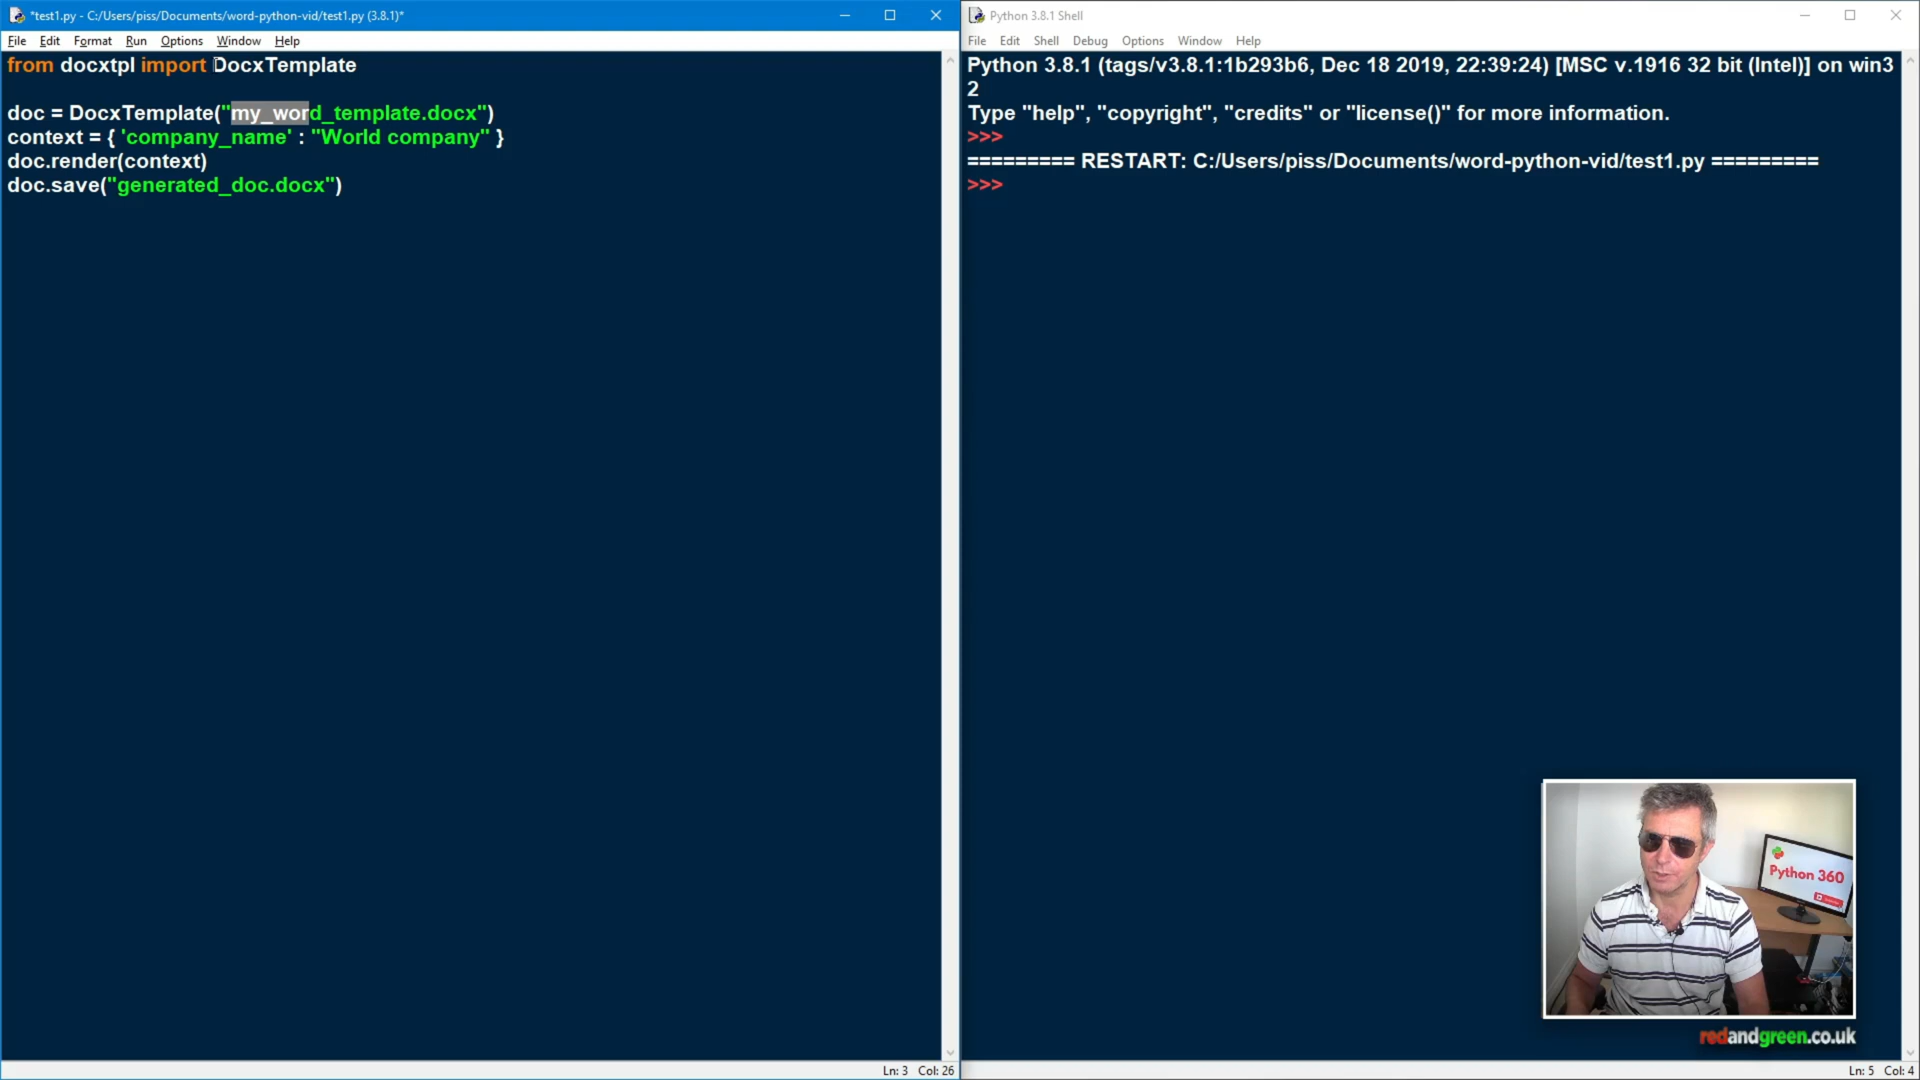 *test1.py - C:/Users/piss/Documents/word-python-vid/test1.py (3.8.1)*
File Edit Format Run Options Window Help
from docxtpl import DocxTemplate
doc = DocxTemplate("my_word_template.docx")
context = { 'company_name' : "World company" }
doc.render(context)
doc.save("generated_doc.docx")
Ln: 3 Col: 26
Python 3.8.1 Shell
File Edit Shell Debug Options Window Help
Python 3.8.1 (tags/v3.8.1:1b293b6, Dec 18 2019, 22:39:24) [MSC v.1916 32 bit (Intel)] on win3
2
Type "help", "copyright", "credits" or "license()" for more information.
>>>
========= RESTART: C:/Users/piss/Documents/word-python-vid/test1.py =========
>>>
Python 360
redandgreen.co.uk
Ln: 5 Col: 4